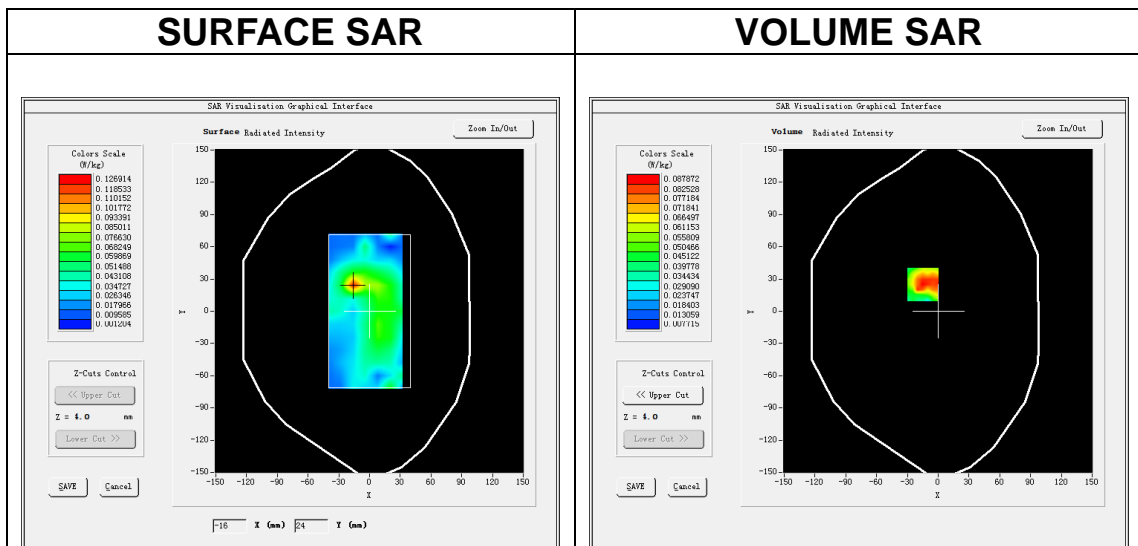 SURFACE SAR
VOLUME SAR
SAR Visualisation Graphical Interface
Surface Radiated Intensity
Zoom In/Out
Colors Scale
(W/kg)
0.126914
0.118533
0.110152
0.101772
0.093391
0.085011
0.076630
0.068249
0.059869
0.051488
0.043108
0.034727
0.026346
0.017966
0.009585
0.001204
150
120
90
60
30
0
-30
-60
-90
-120
-150
Y
-150 -120 -90 -60 -30 0 30 60 90 120 150
X
Z-Cuts Control
<< Upper Cut
Z = 4.0 mm
Lower Cut >>
SAVE Cancel
-16 X (mm) 24 Y (mm)
SAR Visualisation Graphical Interface
Volume Radiated Intensity
Zoom In/Out
Colors Scale
(W/kg)
0.087872
0.082528
0.077184
0.071841
0.066497
0.061153
0.055809
0.050466
0.045122
0.039778
0.034434
0.029090
0.023747
0.018403
0.013059
0.007715
150
120
90
60
30
0
-30
-60
-90
-120
-150
Y
-150 -120 -90 -60 -30 0 30 60 90 120 150
X
Z-Cuts Control
<< Upper Cut
Z = 4.0 mm
Lower Cut >>
SAVE Cancel